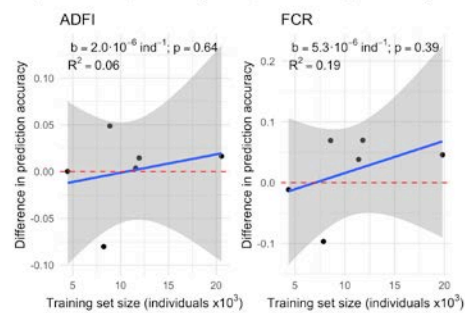 ADFI
b = 2.0·10⁻⁶ ind⁻¹; p = 0.64
R² = 0.06
Difference in prediction accuracy
0.10
0.05
0.00
-0.05
-0.10
5 10 15 20
Training set size (individuals x10³)
FCR
b = 5.3·10⁻⁶ ind⁻¹; p = 0.39
R² = 0.19
Difference in prediction accuracy
0.2
0.1
0.0
-0.1
5 10 15 20
Training set size (individuals x10³)